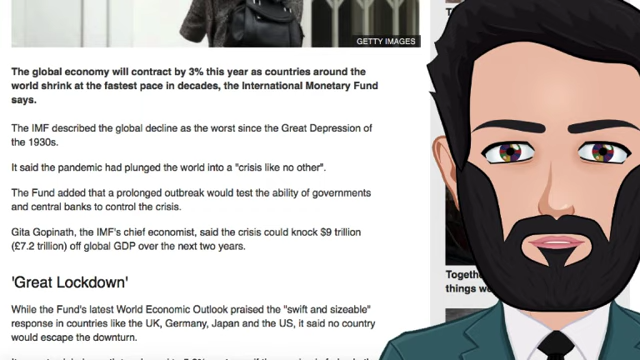 GETTY IMAGES
The global economy will contract by 3% this year as countries around the
world shrink at the fastest pace in decades, the International Monetary Fund
says.
The IMF described the global decline as the worst since the Great Depression of
the 1930s.
It said the pandemic had plunged the world into a "crisis like no other".
The Fund added that a prolonged outbreak would test the ability of governments
and central banks to control the crisis.
Gita Gopinath, the IMF's chief economist, said the crisis could knock $9 trillion
(£7.2 trillion) off global GDP over the next two years.
'Great Lockdown'
While the Fund's latest World Economic Outlook praised the "swift and sizeable"
response in countries like the UK, Germany, Japan and the US, it said no country
would escape the downturn.
things